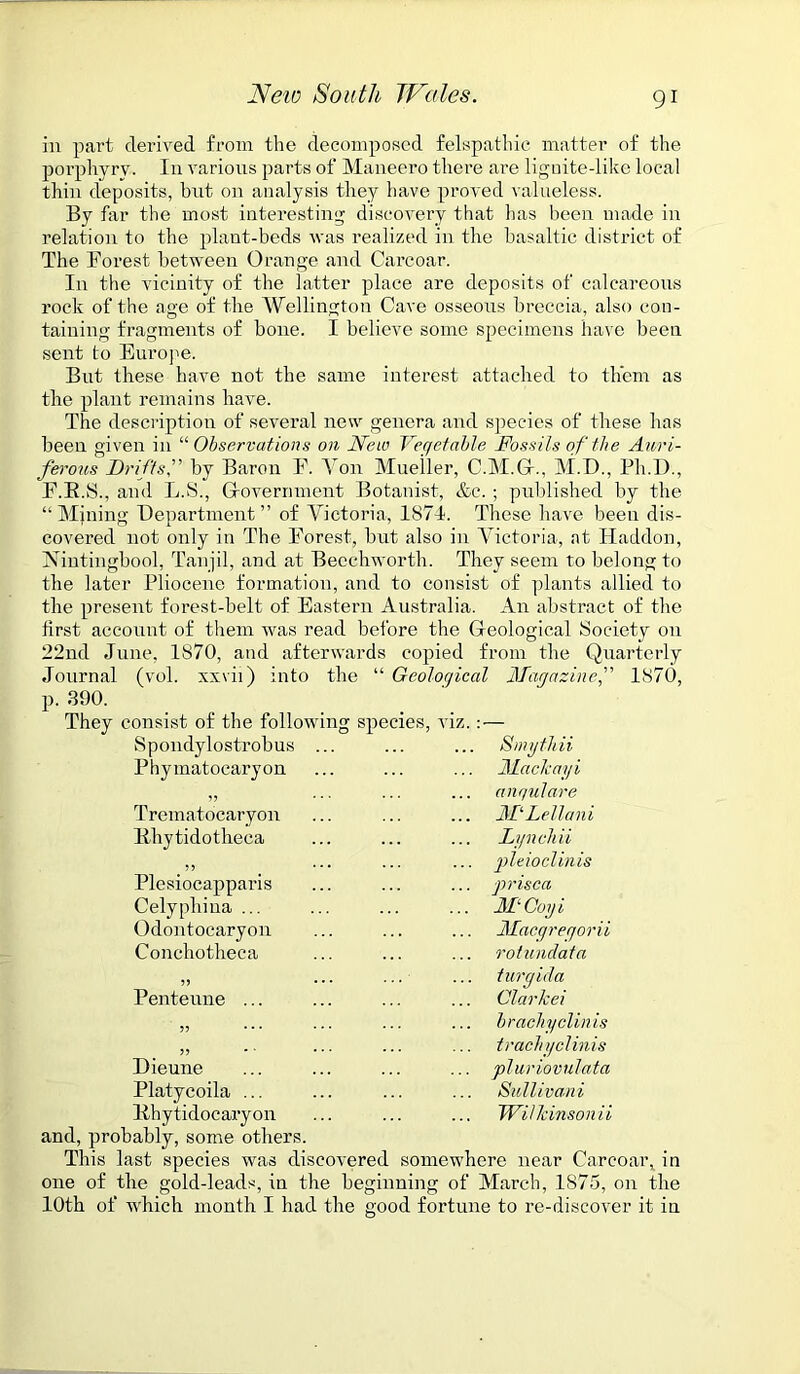 New South Wales. 91
in part derived from the decomposed felspathic matter of the
porphyry. In various parts of Maneero there are lignite-like local
thin deposits, but on analysis they have proved valueless.
By far the most interesting discovery that has been made in
relation to the plant-beds was realized in the basaltic district of
The Forest between Orange and Carcoar.
In the vicinity of the latter place are deposits of calcareous
rock of the age of the Wellington Cave osseous breccia, also con-
taining fragments of bone. I believe some specimens have been
sent to Europe.
But these have not the same interest attached to them as
the plant remains have.
The description of several new genera and species of these has
been given in “Observations on New Vegetable Fossils of the Auri-
ferous Drifts,” by Baron F. Von Mueller, C.M.G., M.D., Ph.D.,
F.R.S., and L.S., Government Botanist, &c. ; published by the
“Mining Department” of Victoria, 1874. These have been dis-
covered not only in The Forest, but also in Victoria, at Haddon,
Nintingbool, Tanjil, and at Beechworth. They seem to belong to
the later Pliocene formation, and to consist of plants allied to
the present forest-belt of Eastern Australia. An abstract of the
first account of them was read before the Geological Society on
22nd June, 1870, and afterwards copied from the Quarterly
Journal (vol. xxvii) into the “Geological Magazine,” 1870,
p. 390.
They consist of the following species, viz. :—
Spondylostrobus ... ... ... Smythii
Phymatocaryon ... ... ... Mackayi
„ ... ... ... angulare
Trematocaryon ... ... ... M‘Lellani
Rhytidotheca ... ... ... Lynchii
„ ... ... ... pleioclinis
Plesiocapparis ... ... ... prisca
Celyphina ... ... ... ... M‘Coyi
Odontocaryon ... ... ... Macgregorii
Conchotheca ... ... ... rotundata
„ ... ... ... turgida
Penteune ... ... ... ... Clarkei
„ ... ... ... ... brachyclinis
„ .. ... ... ... trachyclinis
Dieune ... ... ... ... pluriovulata
Platycoila ... ... ... ... Sullivani
Rhytidocaryon ... ... ... Wilkinsonii
and, probably, some others.
This last species was discovered somewhere near Carcoar, in
one of the gold-leads, in the beginning of March, 1875, on the
10th of which month I had the good fortune to re-discover it in